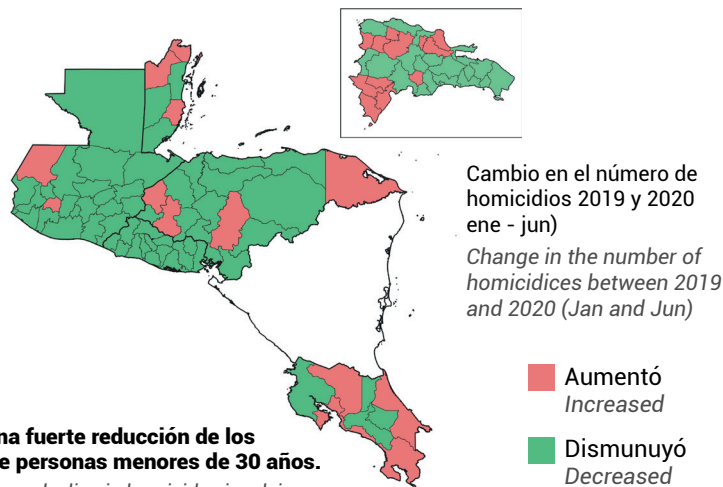 Cambio en el número de
homicidios 2019 y 2020
ene - jun)
Change in the number of
homicidices between 2019
and 2020 (Jan and Jun)
Aumentó
Increased
Dismunuyó
Decreased
na fuerte reducción de los
e personas menores de 30 años.